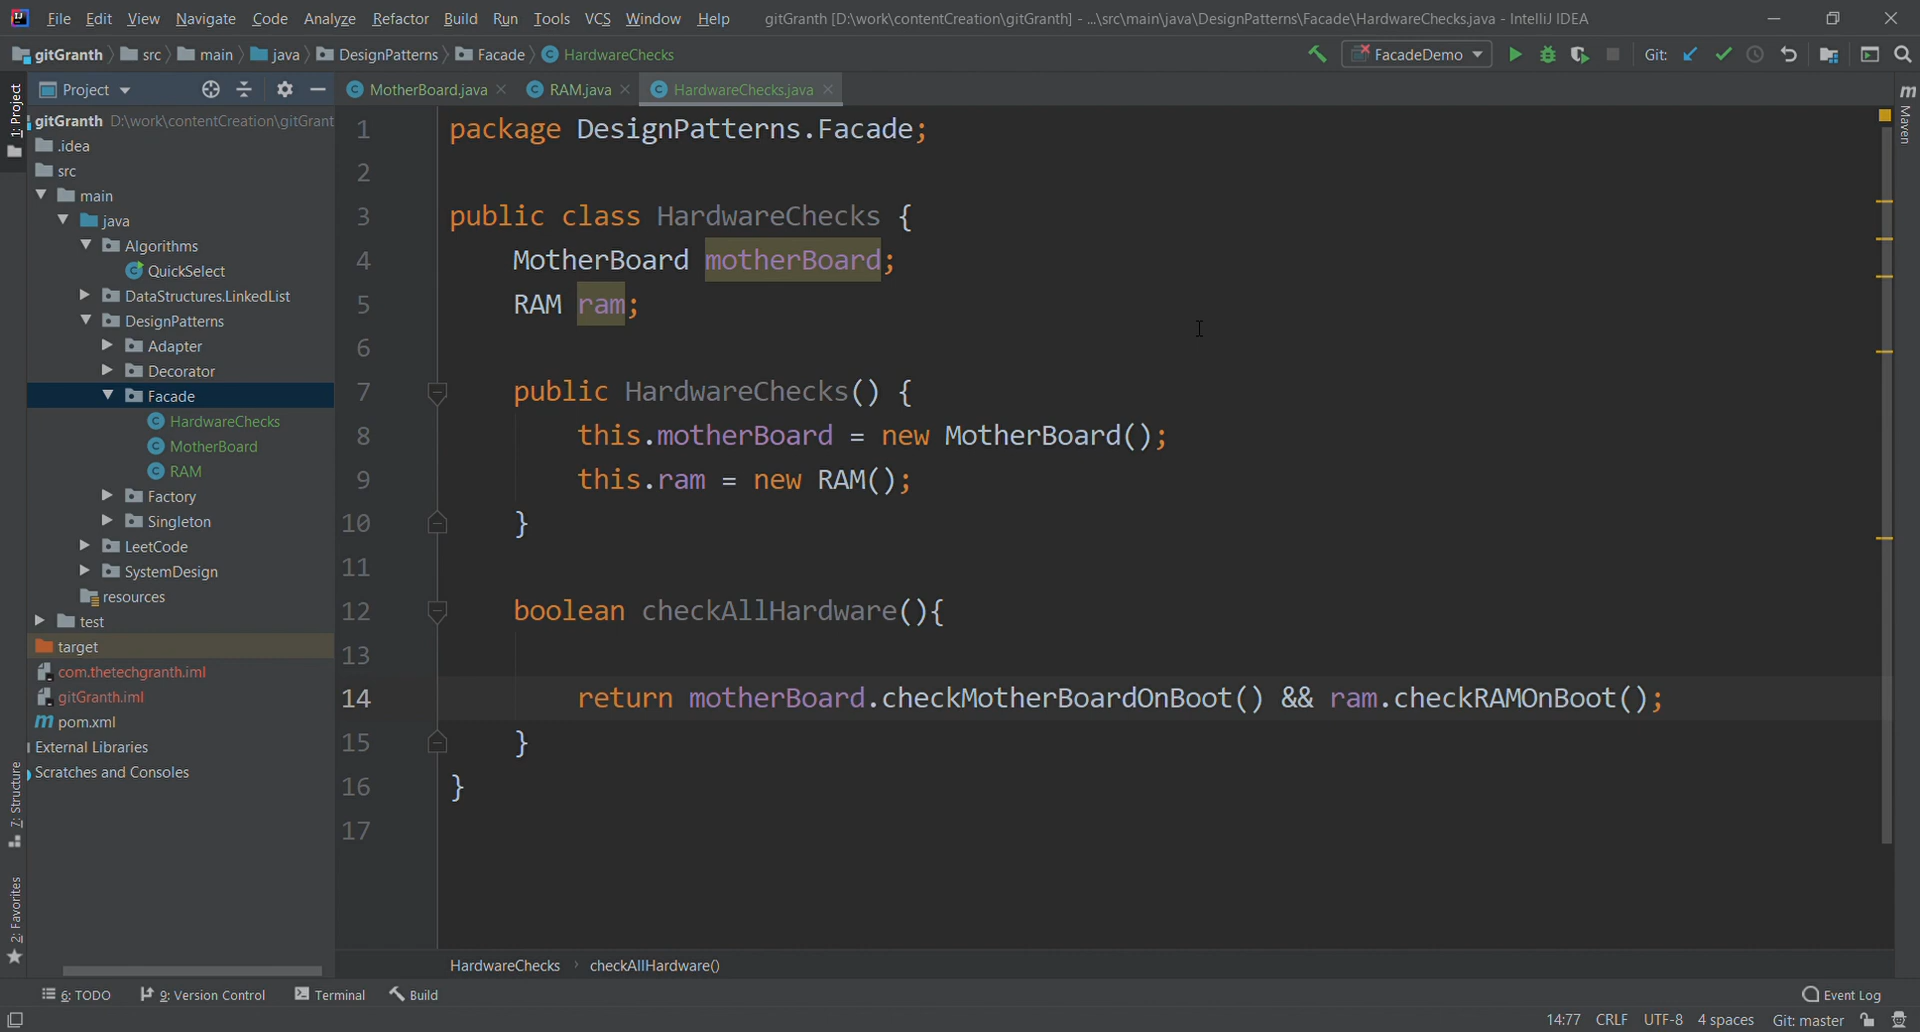 File Edit View Navigate Code Analyze Refactor Build Run Tools VCS Window Help gitGranth [D:\work\contentCreation\gitGranth] - ...\src\main\java\DesignPatterns\Facade\HardwareChecks.java - IntelliJ IDEA
gitGranth src main java DesignPatterns Facade HardwareChecks FacadeDemo Git:
Project MotherBoard.java RAM.java HardwareChecks.java
1: Project
Maven
gitGranth D:\work\contentCreation\gitGrant
.idea
src
main
java
Algorithms
QuickSelect
DataStructures.LinkedList
DesignPatterns
Adapter
Decorator
Facade
HardwareChecks
MotherBoard
RAM
Factory
Singleton
LeetCode
SystemDesign
resources
test
target
com.thetechgranth.iml
gitGranth.iml
pom.xml
External Libraries
Scratches and Consoles
7: Structure
2: Favorites
1 package DesignPatterns.Facade;
2
3 public class HardwareChecks {
4 MotherBoard motherBoard;
5 RAM ram;
6
7 public HardwareChecks() {
8 this.motherBoard = new MotherBoard();
9 this.ram = new RAM();
10 }
11
12 boolean checkAllHardware(){
13
14 return motherBoard.checkMotherBoardOnBoot() && ram.checkRAMOnBoot();
15 }
16 }
17
HardwareChecks › checkAllHardware()
6: TODO 9: Version Control Terminal Build Event Log
14:77 CRLF UTF-8 4 spaces Git: master